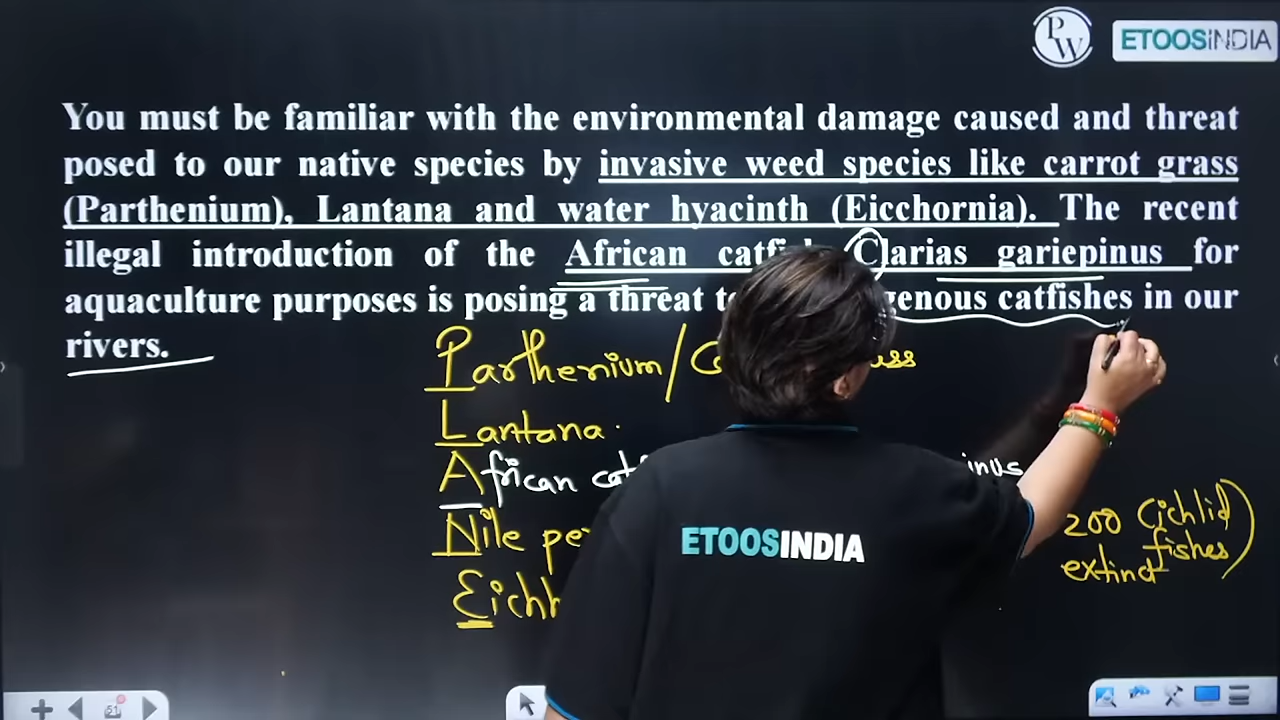 PW
ETOOSINDIA
You must be familiar with the environmental damage caused and threat
posed to our native species by invasive weed species like carrot grass
(Parthenium), Lantana and water hyacinth (Eicchornia). The recent
illegal introduction of the African Clarias gariepinus for
aquaculture purposes is posing a threat catfishes in our
rivers.
Parthenium/
Lantana.
African
Nile
200 Cichlid
fishes)
extinct
ETOOSINDIA
51